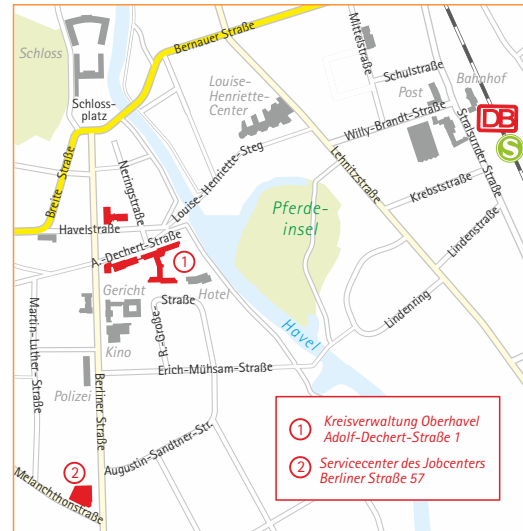 Schloss
Schloss-
platz
Bernauer Straße
Louise-
Henriette-
Center
Mittelstraße
Schulstraße
Post
Bahnhof
DB
S
Willy-Brandt-Straße
Stralsunder Straße
Lehnitzstraße
Krebststraße
Lindenstraße
Breite Straße
Neringstraße
Louise-Henriette-Steg
Havelstraße
A.-Dechert-Straße
1
Pferde-
insel
Gericht
Hotel
Straße
R.-Große-
Kino
Havel
Lindenring
Martin-Luther-Straße
Erich-Mühsam-Straße
Polizei
Berliner Straße
Augustin-Sandtner-Str.
2
Melanchthonstraße
1 Kreisverwaltung Oberhavel
Adolf-Dechert-Straße 1
2 Servicecenter des Jobcenters
Berliner Straße 57